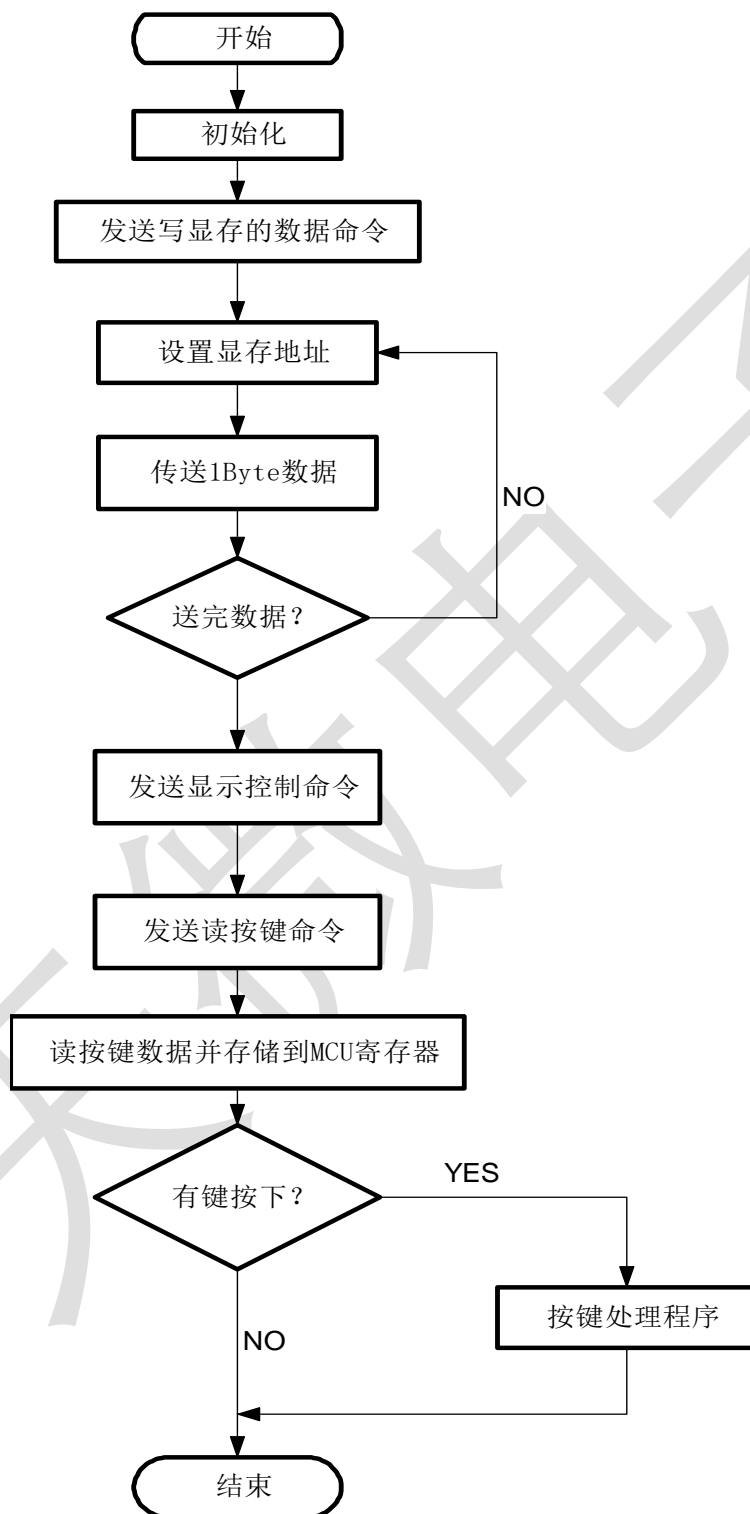 开始
初始化
发送写显存的数据命令
设置显存地址
传送1Byte数据
NO
送完数据?
发送显示控制命令
发送读按键命令
读按键数据并存储到MCU寄存器
有键按下?
YES
按键处理程序
NO
结束
天微电子